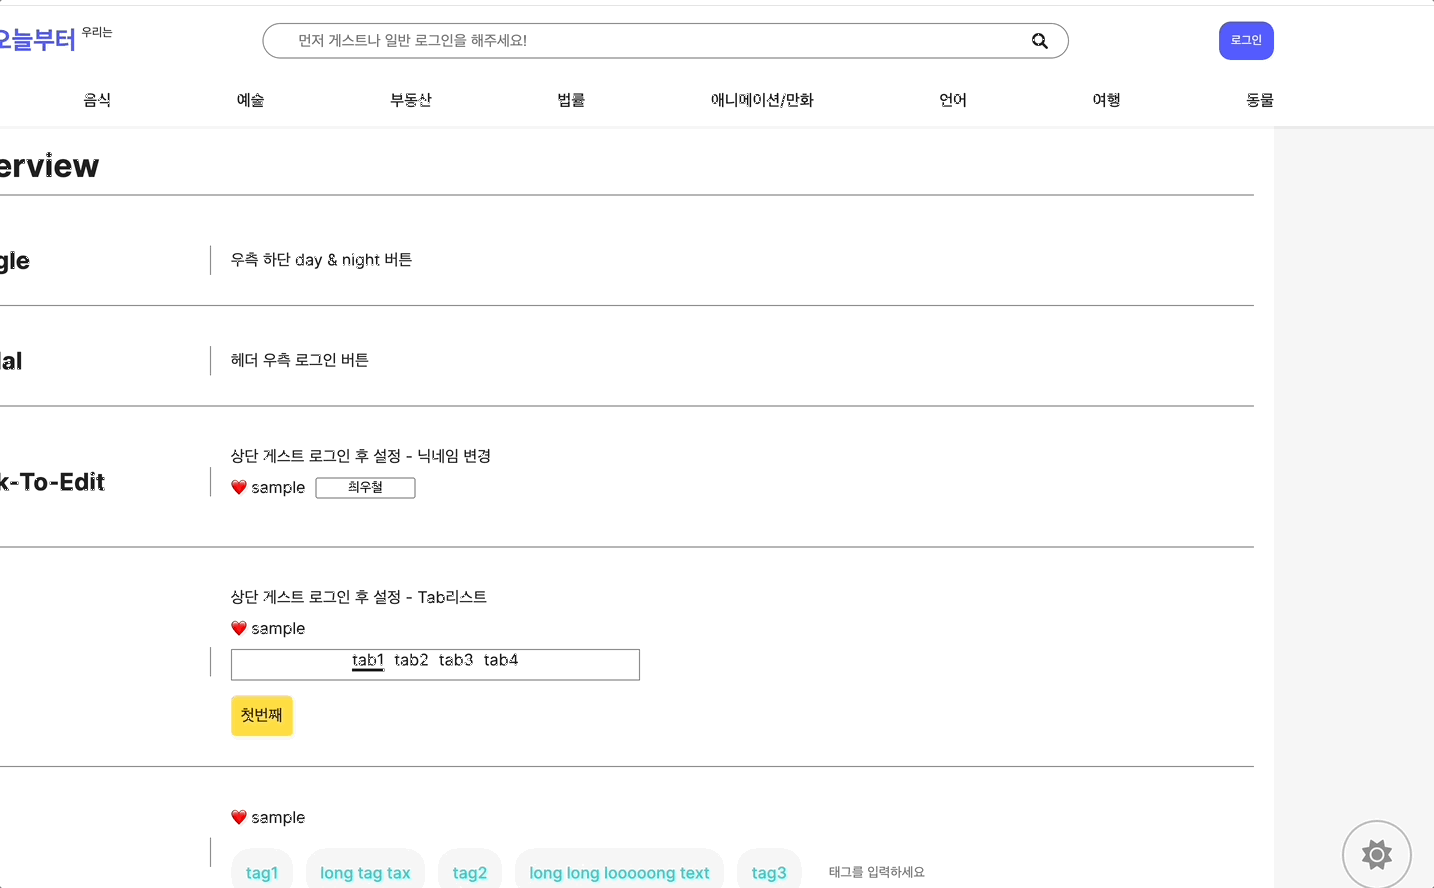 오늘부터 우리는
먼저 게스트나 일반 로그인을 해주세요!
로그인
음식 예술 부동산 법률 애니메이션/만화 언어 여행 동물
erview
gle
우측 하단 day & night 버튼
lal
헤더 우측 로그인 버튼
상단 게스트 로그인 후 설정 - 닉네임 변경
k-To-Edit
❤️ sample 최우철
상단 게스트 로그인 후 설정 - Tab리스트
❤️ sample
tab1 tab2 tab3 tab4
첫번째
❤️ sample
tag1 long tag tax tag2 long long looooong text tag3 태그를 입력하세요